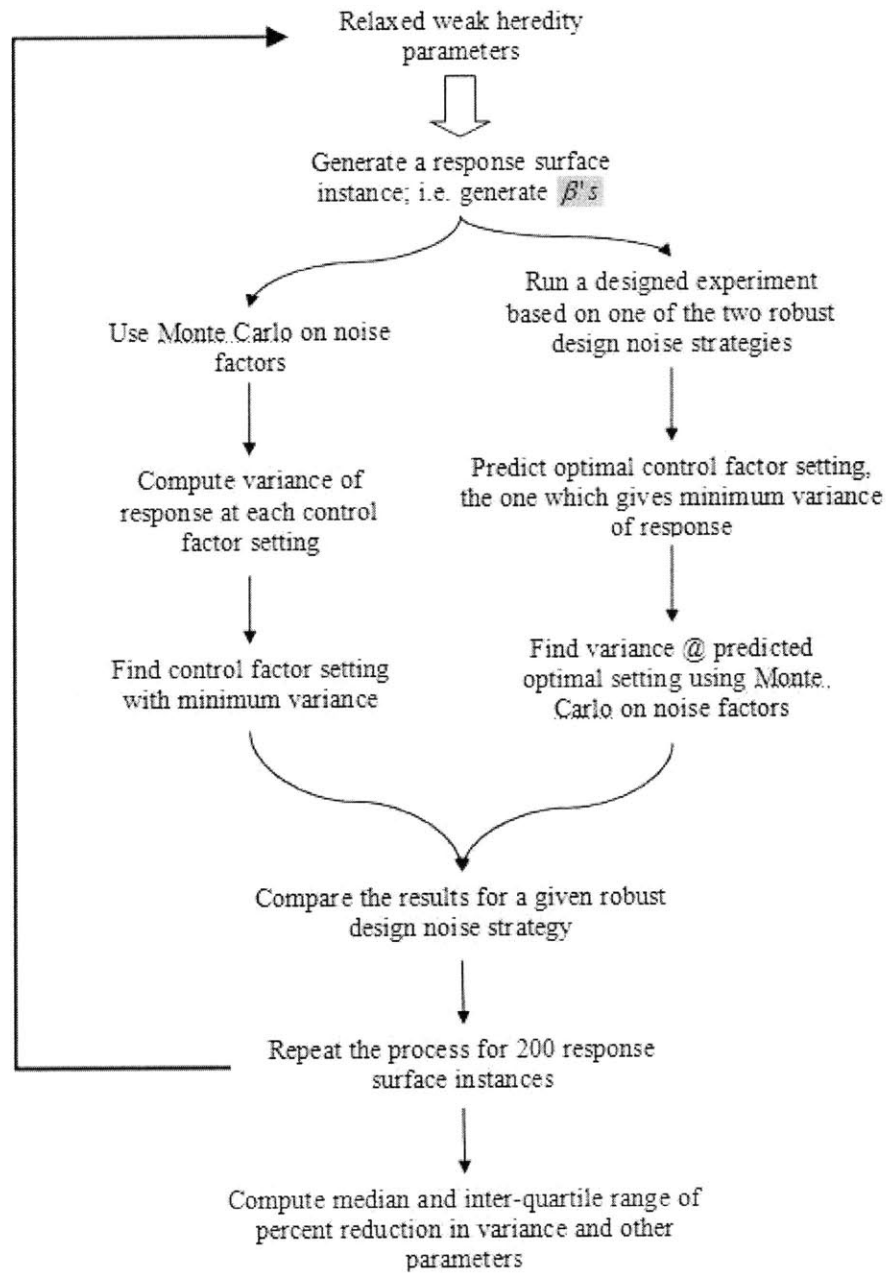 Relaxed weak heredity
parameters
Generate a response surface
instance; i.e. generate β's
Use Monte Carlo on noise
factors
Compute variance of
response at each control
factor setting
Find control factor setting
with minimum variance
Run a designed experiment
based on one of the two robust
design noise strategies
Predict optimal control factor setting,
the one which gives minimum variance
of response
Find variance @ predicted
optimal setting using Monte
Carlo on noise factors
Compare the results for a given robust
design noise strategy
Repeat the process for 200 response
surface instances
Compute median and inter-quartile range of
percent reduction in variance and other
parameters